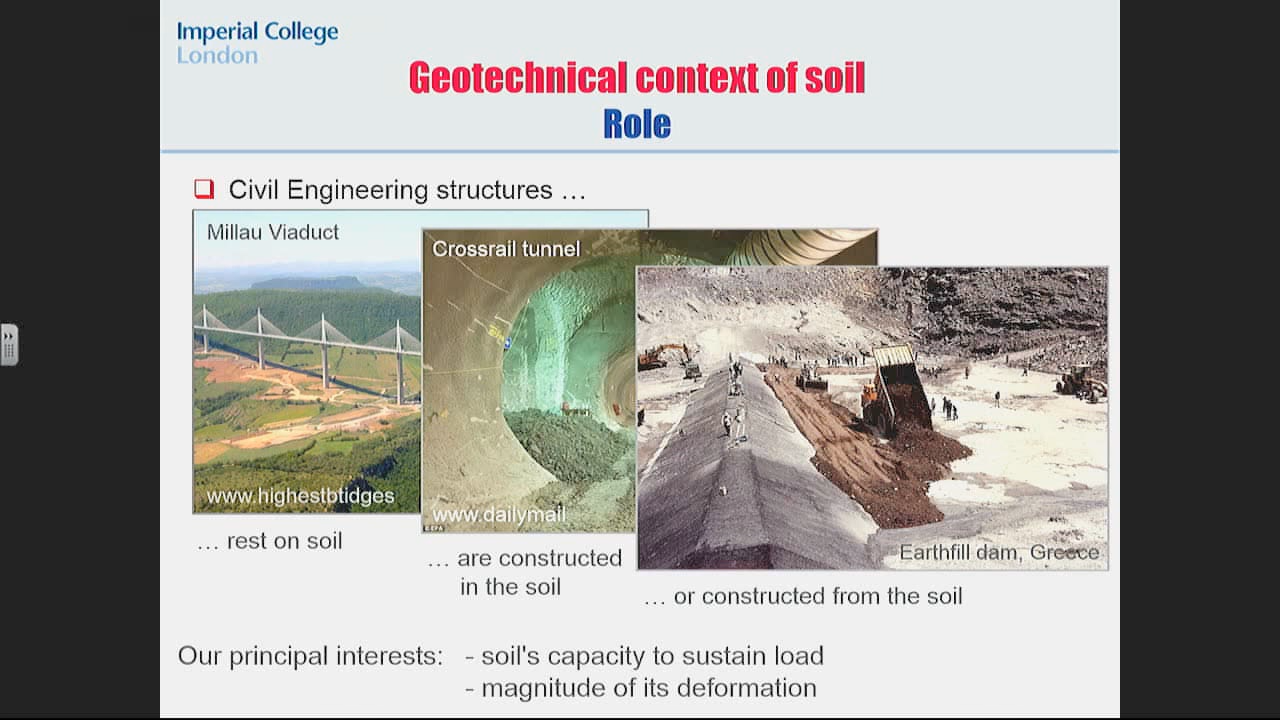 Imperial College
London
Geotechnical context of soil
Role
Civil Engineering structures …
Millau Viaduct
Crossrail tunnel
www.highestbtidges
www.dailymail
Earthfill dam, Greece
… rest on soil
… are constructed
in the soil
… or constructed from the soil
Our principal interests: - soil's capacity to sustain load
- magnitude of its deformation